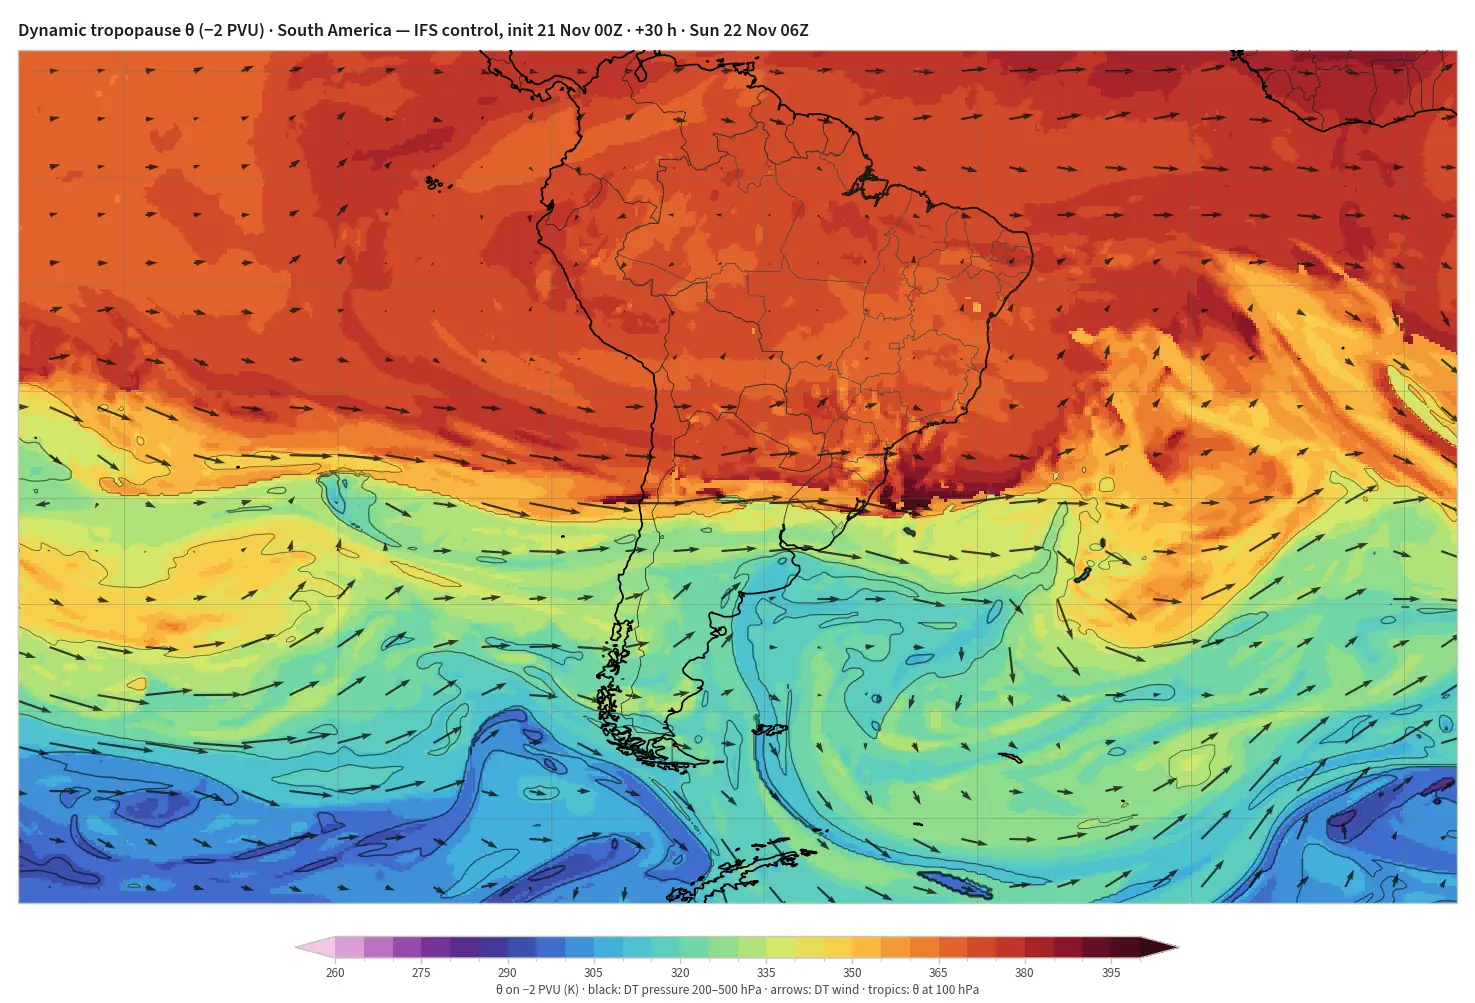 Dynamic tropopause θ (−2 PVU) · South America — IFS control, init 21 Nov 00Z · +30 h · Sun 22 Nov 06Z
260 275 290 305 320 335 350 365 380 395
θ on −2 PVU (K) · black: DT pressure 200–500 hPa · arrows: DT wind · tropics: θ at 100 hPa